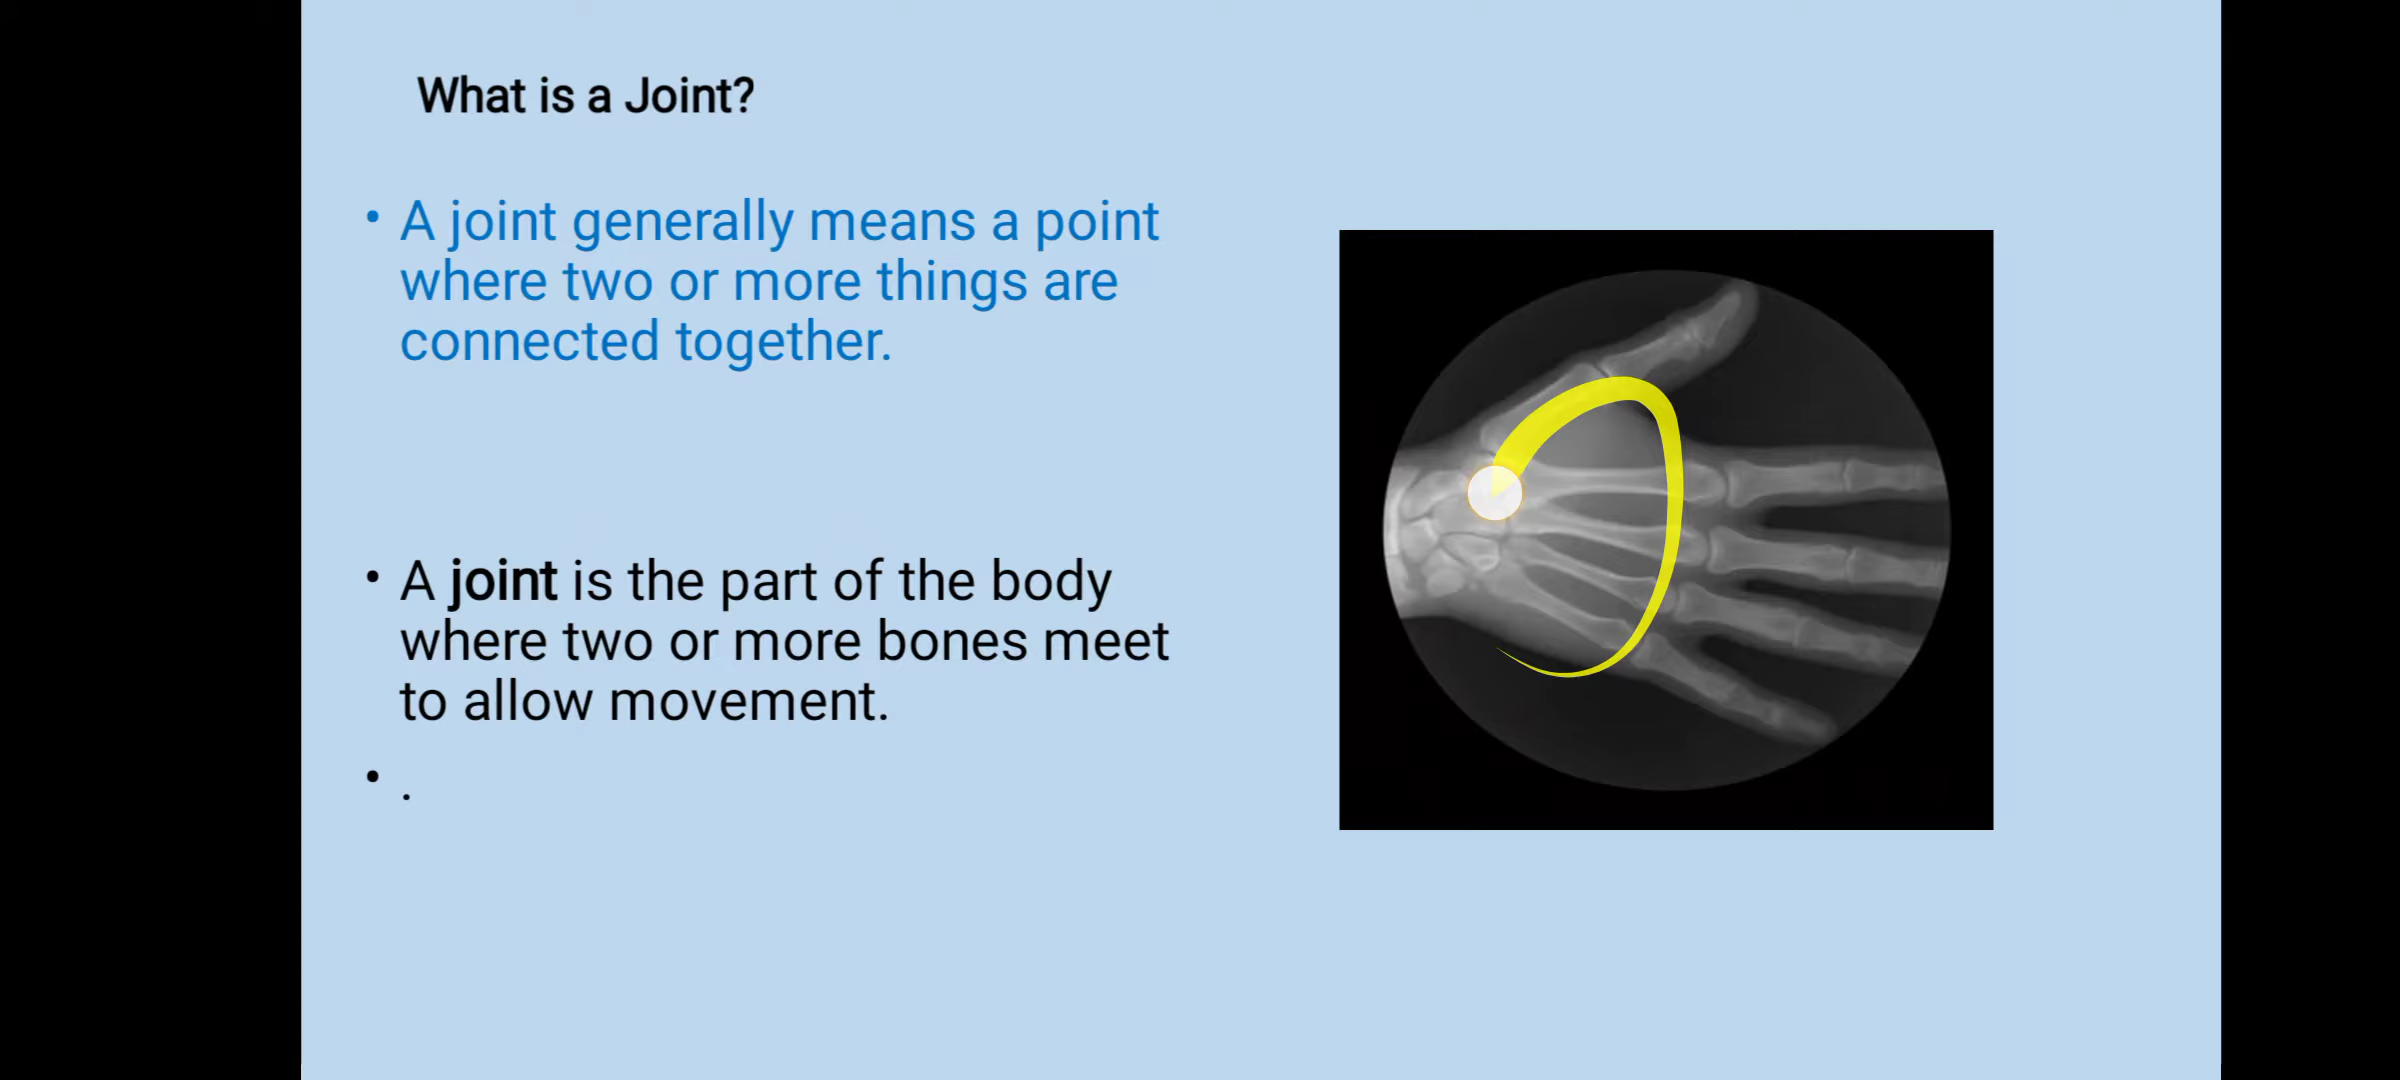 What is a Joint?
• A joint generally means a point
where two or more things are
connected together.
• A joint is the part of the body
where two or more bones meet
to allow movement.
• .